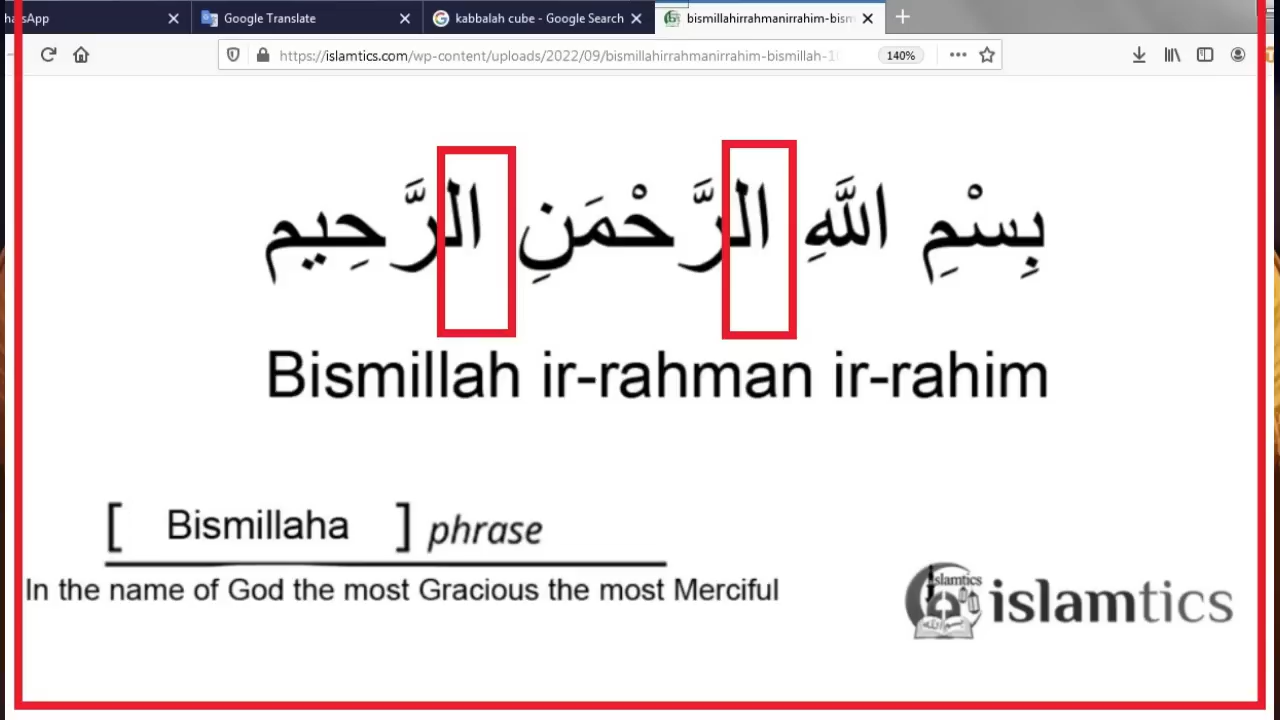 hatsApp
Google Translate
kabbalah cube - Google Search
bismillahirrahmanirrahim-bism
https://islamtics.com/wp-content/uploads/2022/09/bismillahirrahmanirrahim-bismillah-1
140%
بِسْمِ اللَّهِ الرَّحْمَنِ الرَّحِيم
Bismillah ir-rahman ir-rahim
[ Bismillaha ] phrase
In the name of God the most Gracious the most Merciful
islamtics
islamtics